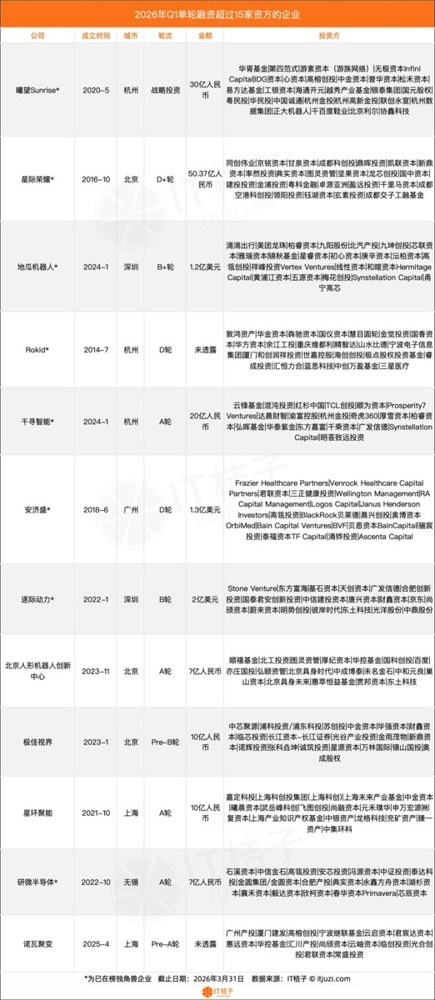 2026年Q1单轮融资超过15家资方的企业
公司 成立时间 城市 轮次 金额 投资方
曦望Sunrise* 2020-5 杭州 战略投资 30亿人民币
华胥基金|第四范式|游素资本（游族网络）|无极资本Infini
Capital|IDG资本|心资本|高榕创投|中金资本|普华资本|松禾资本|
易方达基金|工银资本|海通开元|越秀产业基金|银泰集团|国元股权|
粤民投|华民投|中国诚通|杭州金投|杭州高新金投|联创永宣|杭州数
据集团|正大机器人|千百度鞋业|北京利尔|协鑫科技
星际荣耀* 2016-10 北京 D+轮 50.37亿人民币
同创伟业|京铭资本|甘泉资本|成都科创投|鼎晖投资|凯联资本|新鼎
资本|率然投资|典实资本|图灵资管|坚果资本|龙芯创投|国中资本|
建投投资|金浦投资|粤科金融|卓源亚洲|盈远投资|千里马资本|成都
空港科创投|领阳投资|钰湖资本|玄素投资|成都交子工融基金
地瓜机器人* 2024-1 深圳 B+轮 1.2亿美元
滴滴出行|美团龙珠|柏睿资本|九阳股份|北汽产投|九坤创投|芯联资
本|雅瑞资本|锦秋基金|星睿资本|初心资本|庚辛资本|沄柏资本|高
瓴创投|祥峰投资Vertex Ventures|线性资本|和暄资本Hermitage
Capital|黄浦江资本|五源资本|梅花创投|Synstellation Capital|甬
宁高芯
Rokid* 2014-7 杭州 D轮 未透露
敦鸿资产|华金资本|犇驰资本|国仪资本|慧目圆轮|金觉投资|国香资
本|华方资本|余江工投|重庆维都利|精智达|山水比德|宁波电子信息
集团|厦门和创润祥投资|世嘉控股|海创创投|极点股权投资基金|睿
成投资|汇恒力合|蓝思科技|中创万盈基金|三星医疗
千寻智能* 2024-1 杭州 A轮 20亿人民币
云锋基金|混沌投资|红杉中国|TCL创投|顺为资本|Prosperity7
Ventures|达晨财智|渝富控股|杭州金投|奇虎360|厚雪资本|柏睿资
本|弘晖基金|华泰紫金|东方嘉富|千乘资本|广发信德|Synstellation
Capital|明荟致远投资
安济盛* 2018-6 广州 D轮 1.3亿美元
Frazier Healthcare Partners|Venrock Healthcare Capital
Partners|君联资本|三正健康投资|Wellington Management|RA
Capital Management|Logos Capital|Janus Henderson
Investors|高瓴投资|BlackRock贝莱德|晨兴创投|奥博资本
OrbiMed|Bain Capital Ventures|BVF|贝恩资本BainCapital|骊宸
投资|泰福资本TF Capital|涌铧投资|Ascenta Capital
逐际动力* 2022-1 深圳 B轮 2亿美元
Stone Venture|东方富海|基石资本|天创资本|广发信德|合肥创新
投资|国泰君安创新投资|中信建投资本|唐兴资本|财鑫资本|京东|尚
颀资本|蔚来资本|明势创投|彼岸时代|东土科技|光洋股份|中鼎股份
北京人形机器人创新中心 2023-11 北京 A轮 7亿人民币
顺禧基金|北工投资|图灵资管|厚纪资本|华控基金|国科创投|百度|
亦庄国投|弘颐资管|北京具身时代|中成博泰|未名金石|中和元良|巢
山资本|北京具身未来|惠萃恒益基金|贯邦资本|东土科技
极佳视界 2023-1 北京 Pre-B轮 10亿人民币
中芯聚源|浦科投资/浦东科投|苏创投|中金资本|华强资本|财鑫资
本|临芯投资|长江资本-长江证券|光谷产业投资|金雨茂物|新鼎资
本|诺辉投资|张科垚坤|诚筑投资|星源资本|万林国际|锡山国投|奥
成股权
星环聚能 2021-10 上海 A轮 10亿人民币
嘉定科投|上海科创投集团(上海科创)|上海未来产业基金|中金资本
|曦晨资本|武岳峰科创|飞图创投|尚融资本|元禾璞华|申万宏源|彬
复资本|上海产业知识产权基金|中银资产|龙格科技|兖矿资产|臻一
资产|中集环科
研微半导体* 2022-10 无锡 A轮 7亿人民币
石溪资本|中信金石|高瓴投资|安芯投资|冯源资本|中证投资|泰达科
投|金圆集团/金圆资本|合肥产投|典实资本|永鑫方舟资本|湖杉资
本|襄禾资本|毅达资本|欣柯资本|春华资本Primavera|芯辰资本
诺瓦聚变 2025-4 上海 Pre-A轮 未透露
广州产投|厦门建发|高榕创投|宁波继联基金|云启资本|君宸达资本|
惠远资本|华控基金|汇川产投|尚颀资本|云岫资本|临创投资|光合创
投|君联资本|常盛投资
*为已在榜独角兽企业 截止日期：2026年3月31日 数据来源：IT桔子 © itjuzi.com
IT桔子
ITJUZI.COM